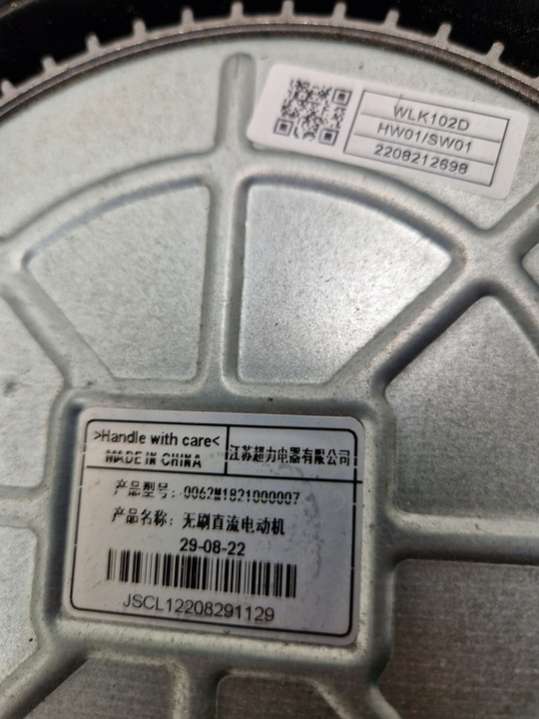 WLK102D
HW01/SW01
2208212698
>Handle with care<
MADE IN CHINA
江苏超力电器有限公司
产品型号：0062M1821000007
产品名称：无刷直流电动机
29-08-22
JSCL12208291129